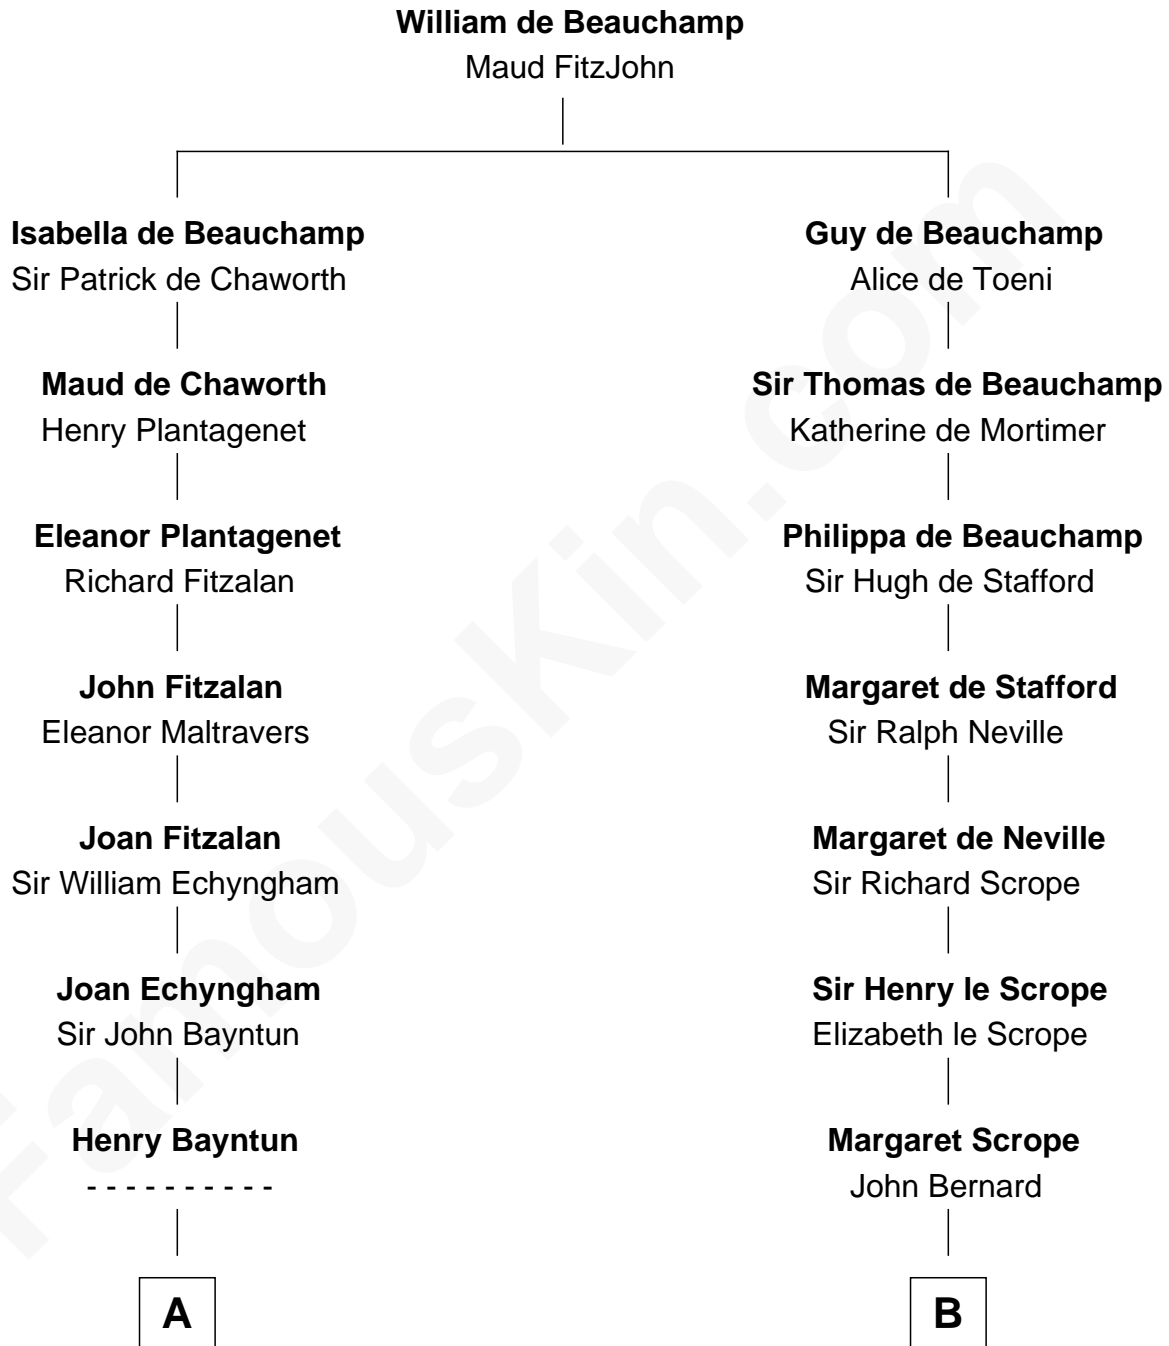 William de Beauchamp
Maud FitzJohn
Isabella de Beauchamp
Sir Patrick de Chaworth
Maud de Chaworth
Henry Plantagenet
Eleanor Plantagenet
Richard Fitzalan
John Fitzalan
Eleanor Maltravers
Joan Fitzalan
Sir William Echyngham
Joan Echyngham
Sir John Bayntun
Henry Bayntun
- - - - - - - - - -
A
Guy de Beauchamp
Alice de Toeni
Sir Thomas de Beauchamp
Katherine de Mortimer
Philippa de Beauchamp
Sir Hugh de Stafford
Margaret de Stafford
Sir Ralph Neville
Margaret de Neville
Sir Richard Scrope
Sir Henry le Scrope
Elizabeth le Scrope
Margaret Scrope
John Bernard
B
FamousKin.com